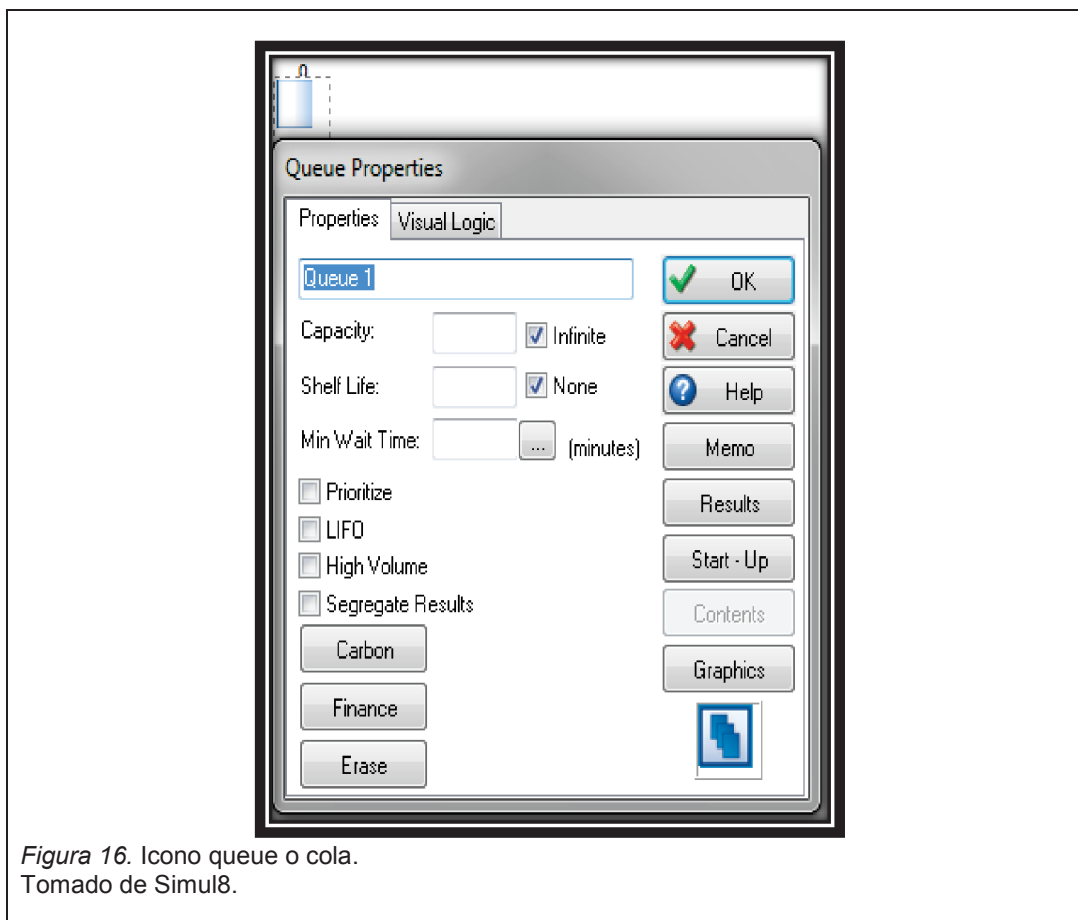 0
Queue Properties
Properties Visual Logic
Queue 1
OK
Capacity: Infinite
Cancel
Shelf Life: None
Help
Min Wait Time: ... (minutes)
Memo
Prioritize
Results
LIFO
High Volume
Start - Up
Segregate Results
Contents
Carbon
Graphics
Finance
Erase
Figura 16. Icono queue o cola.
Tomado de Simul8.